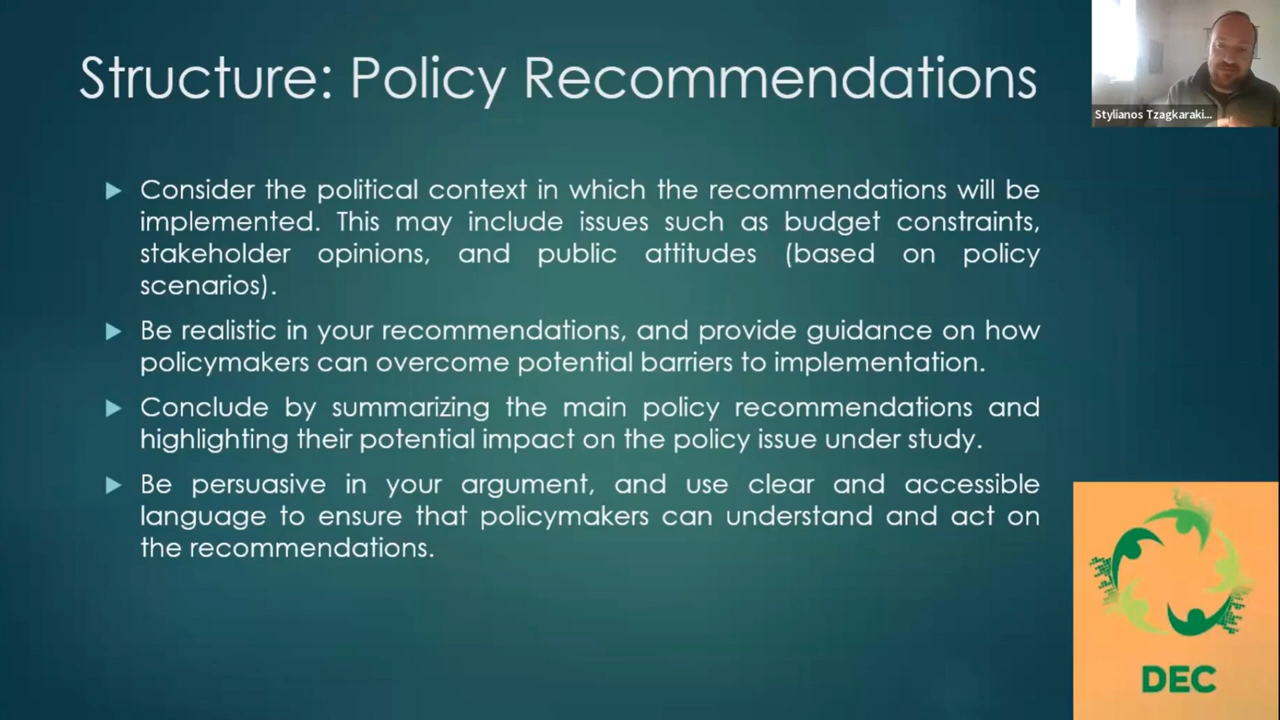 Structure: Policy Recommendations
Stylianos Tzagkaraki...
Consider the political context in which the recommendations will be
implemented. This may include issues such as budget constraints,
stakeholder opinions, and public attitudes (based on policy
scenarios).
Be realistic in your recommendations, and provide guidance on how
policymakers can overcome potential barriers to implementation.
Conclude by summarizing the main policy recommendations and
highlighting their potential impact on the policy issue under study.
Be persuasive in your argument, and use clear and accessible
language to ensure that policymakers can understand and act on
the recommendations.
DEC